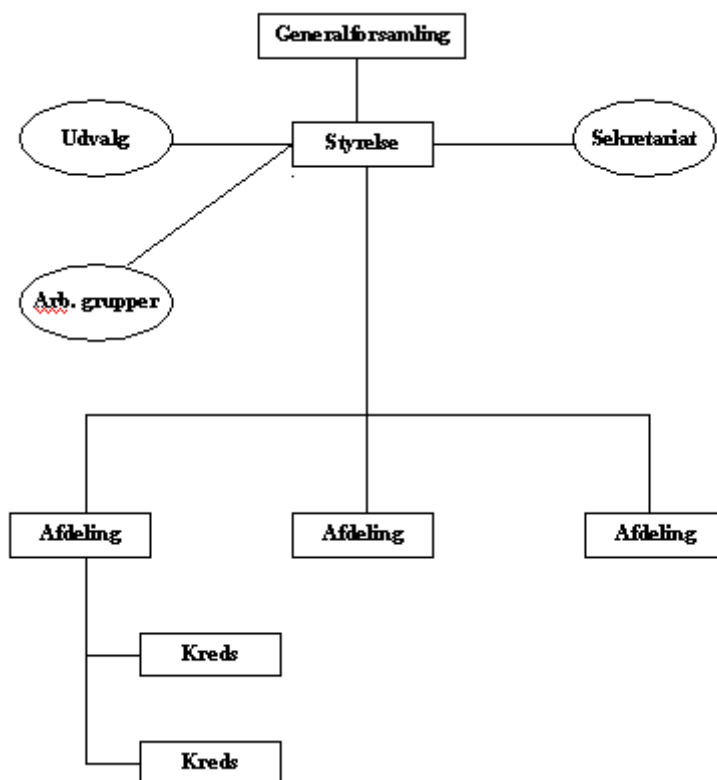 Generalforsamling
Udvalg
Styrelse
Sekretariat
Arb. grupper
Afdeling
Afdeling
Afdeling
Kreds
Kreds